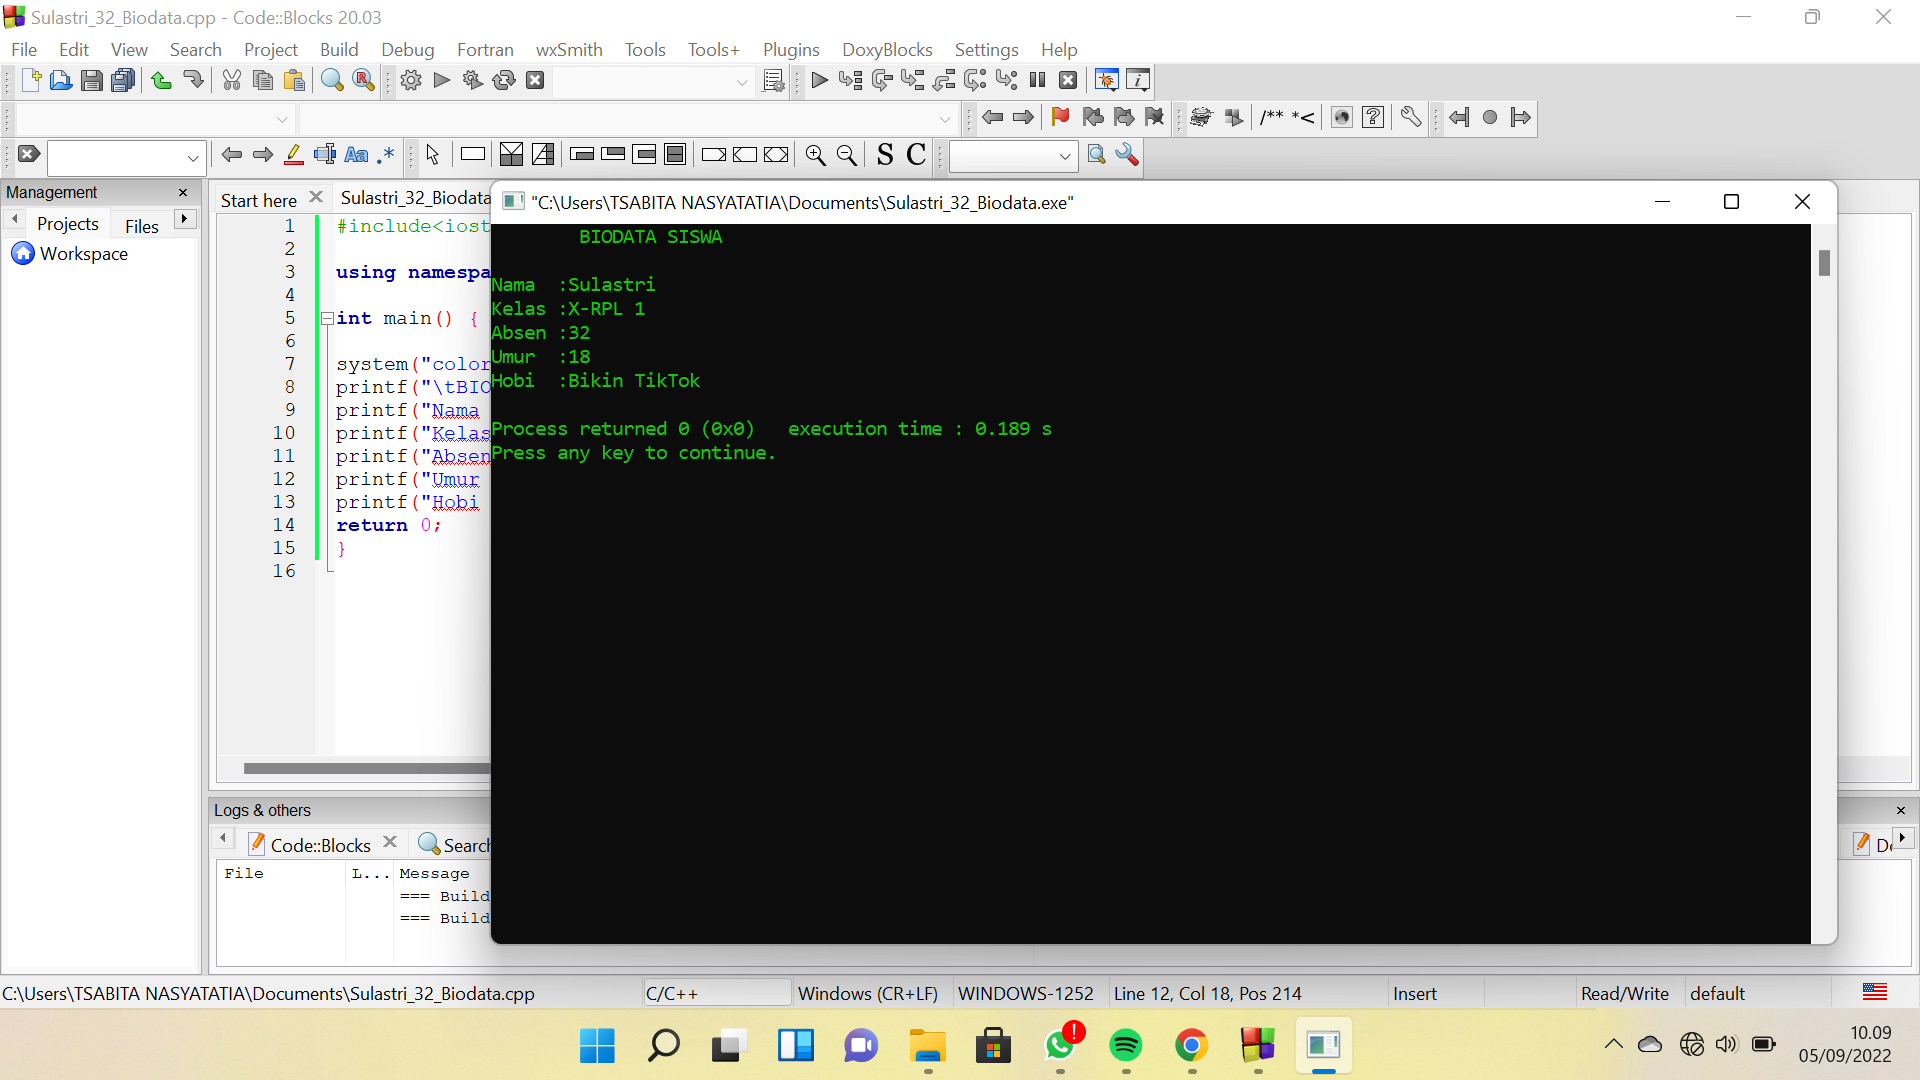 Sulastri_32_Biodata.cpp - Code::Blocks 20.03
File Edit View Search Project Build Debug Fortran wxSmith Tools Tools+ Plugins DoxyBlocks Settings Help
/** *<
Aa .*
S C
Management
Projects Files
Workspace
Start here Sulastri_32_Biodata
"C:\Users\TSABITA NASYATATIA\Documents\Sulastri_32_Biodata.exe"
1 #include<iost
2
3 using namespa
4
5 int main() {
6
7 system("color
8 printf("\tBIO
9 printf("Nama
10 printf("Kelas
11 printf("Absen
12 printf("Umur
13 printf("Hobi
14 return 0;
15 }
16
BIODATA SISWA
Nama :Sulastri
Kelas :X-RPL 1
Absen :32
Umur :18
Hobi :Bikin TikTok
Process returned 0 (0x0) execution time : 0.189 s
Press any key to continue.
Logs & others
Code::Blocks Search
File L... Message
=== Build
=== Build
C:\Users\TSABITA NASYATATIA\Documents\Sulastri_32_Biodata.cpp C/C++ Windows (CR+LF) WINDOWS-1252 Line 12, Col 18, Pos 214 Insert Read/Write default
10.09
05/09/2022